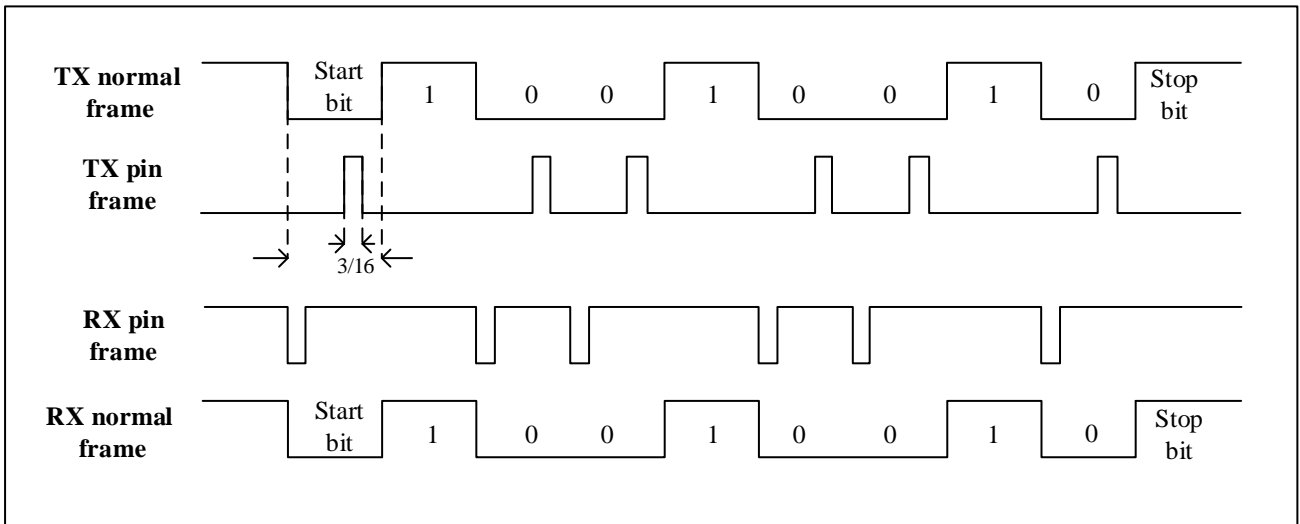 TX normal
frame
Start
bit
1
0
0
1
0
0
1
0
Stop
bit
TX pin
frame
3/16
RX pin
frame
RX normal
frame
Start
bit
1
0
0
1
0
0
1
0
Stop
bit